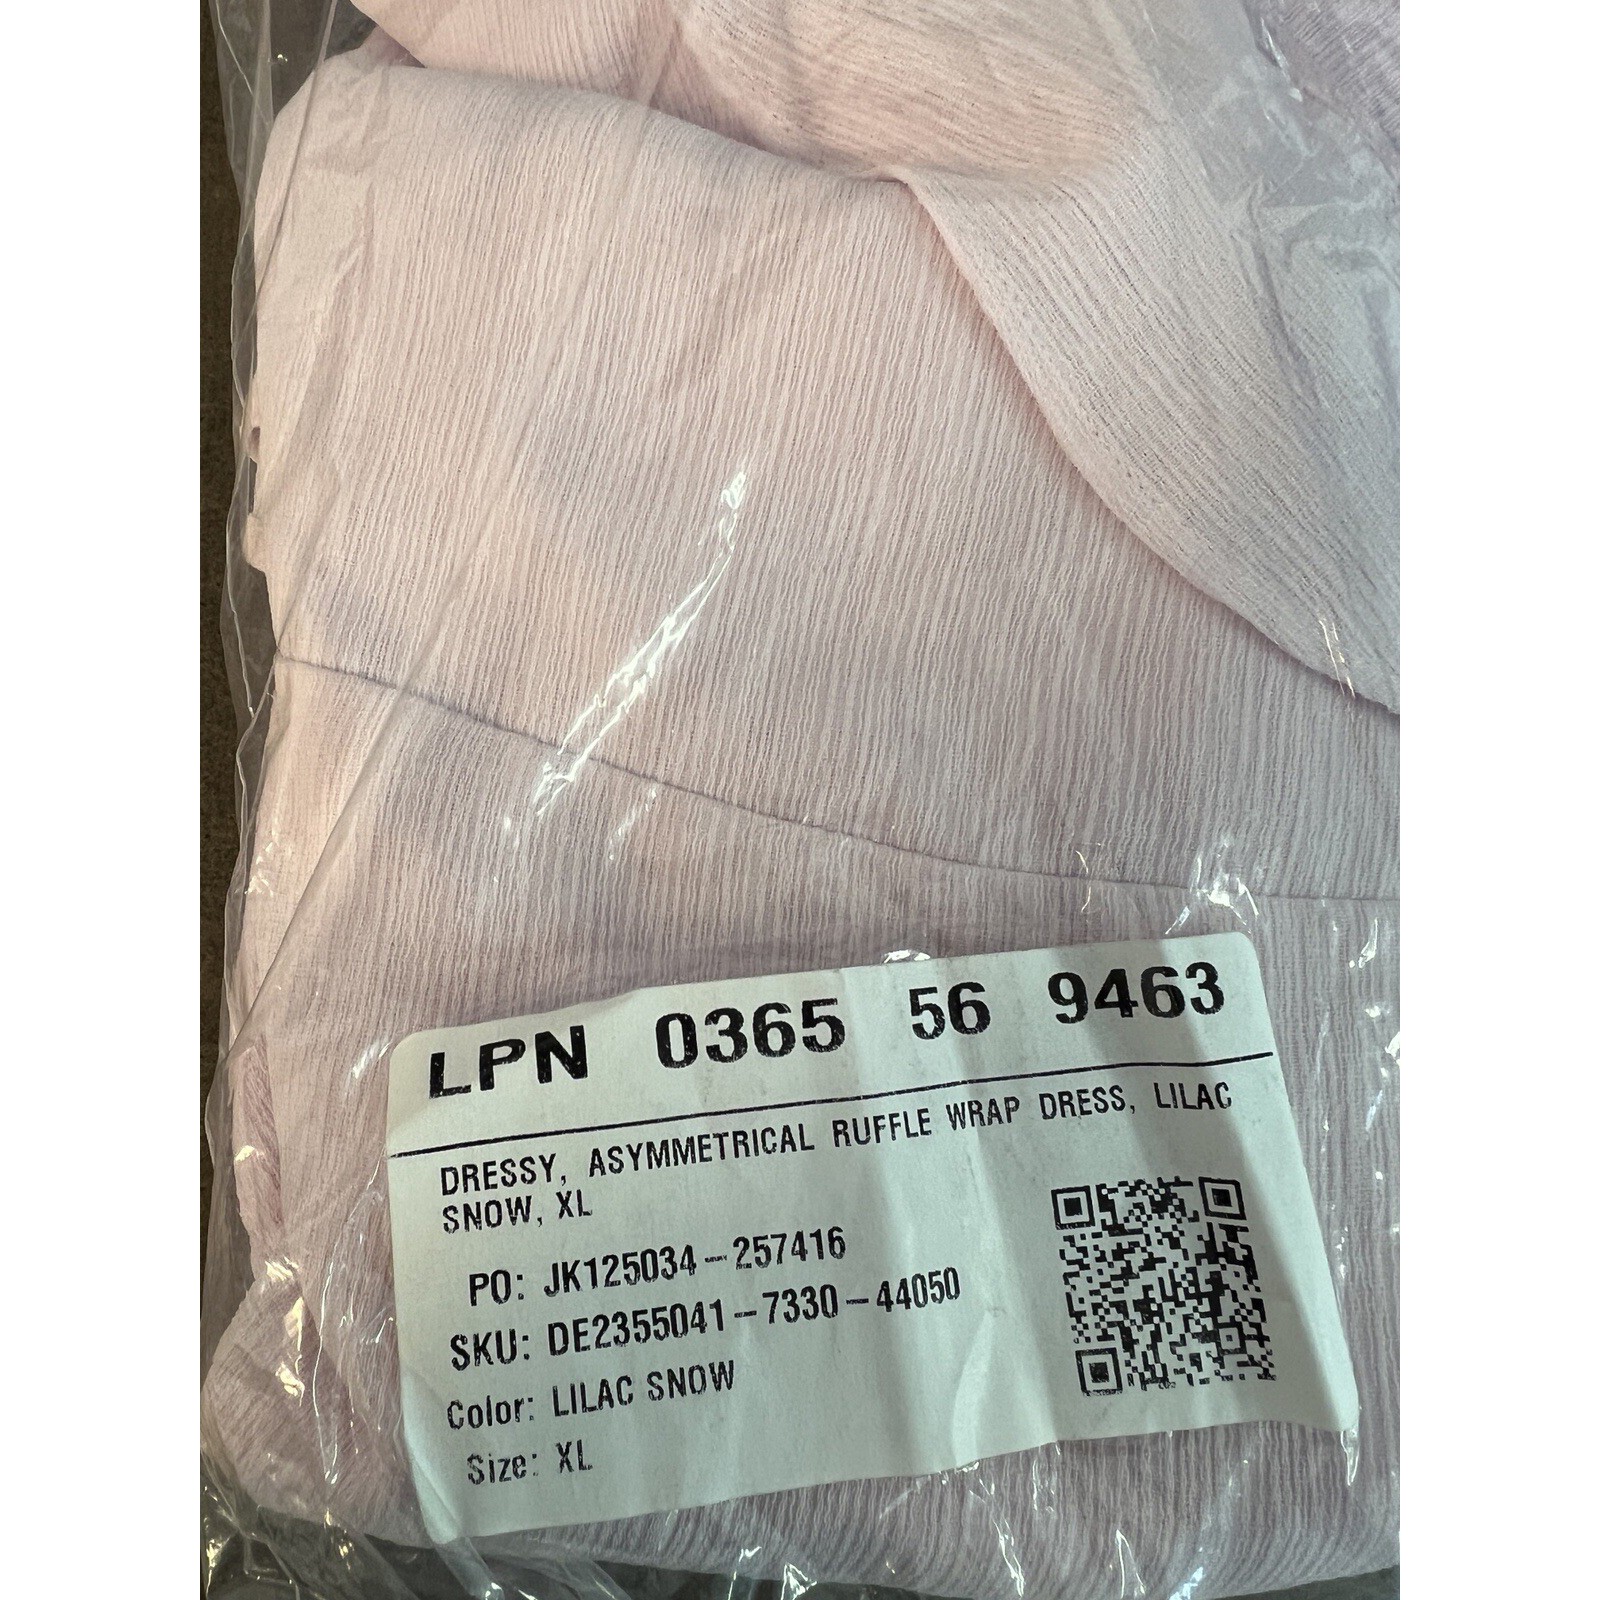 LPN 0365 56 9463
DRESSY, ASYMMETRICAL RUFFLE WRAP DRESS, LILAC
SNOW, XL
PO: JK125034-257416
SKU: DE2355041-7330-44050
Color: LILAC SNOW
Size: XL